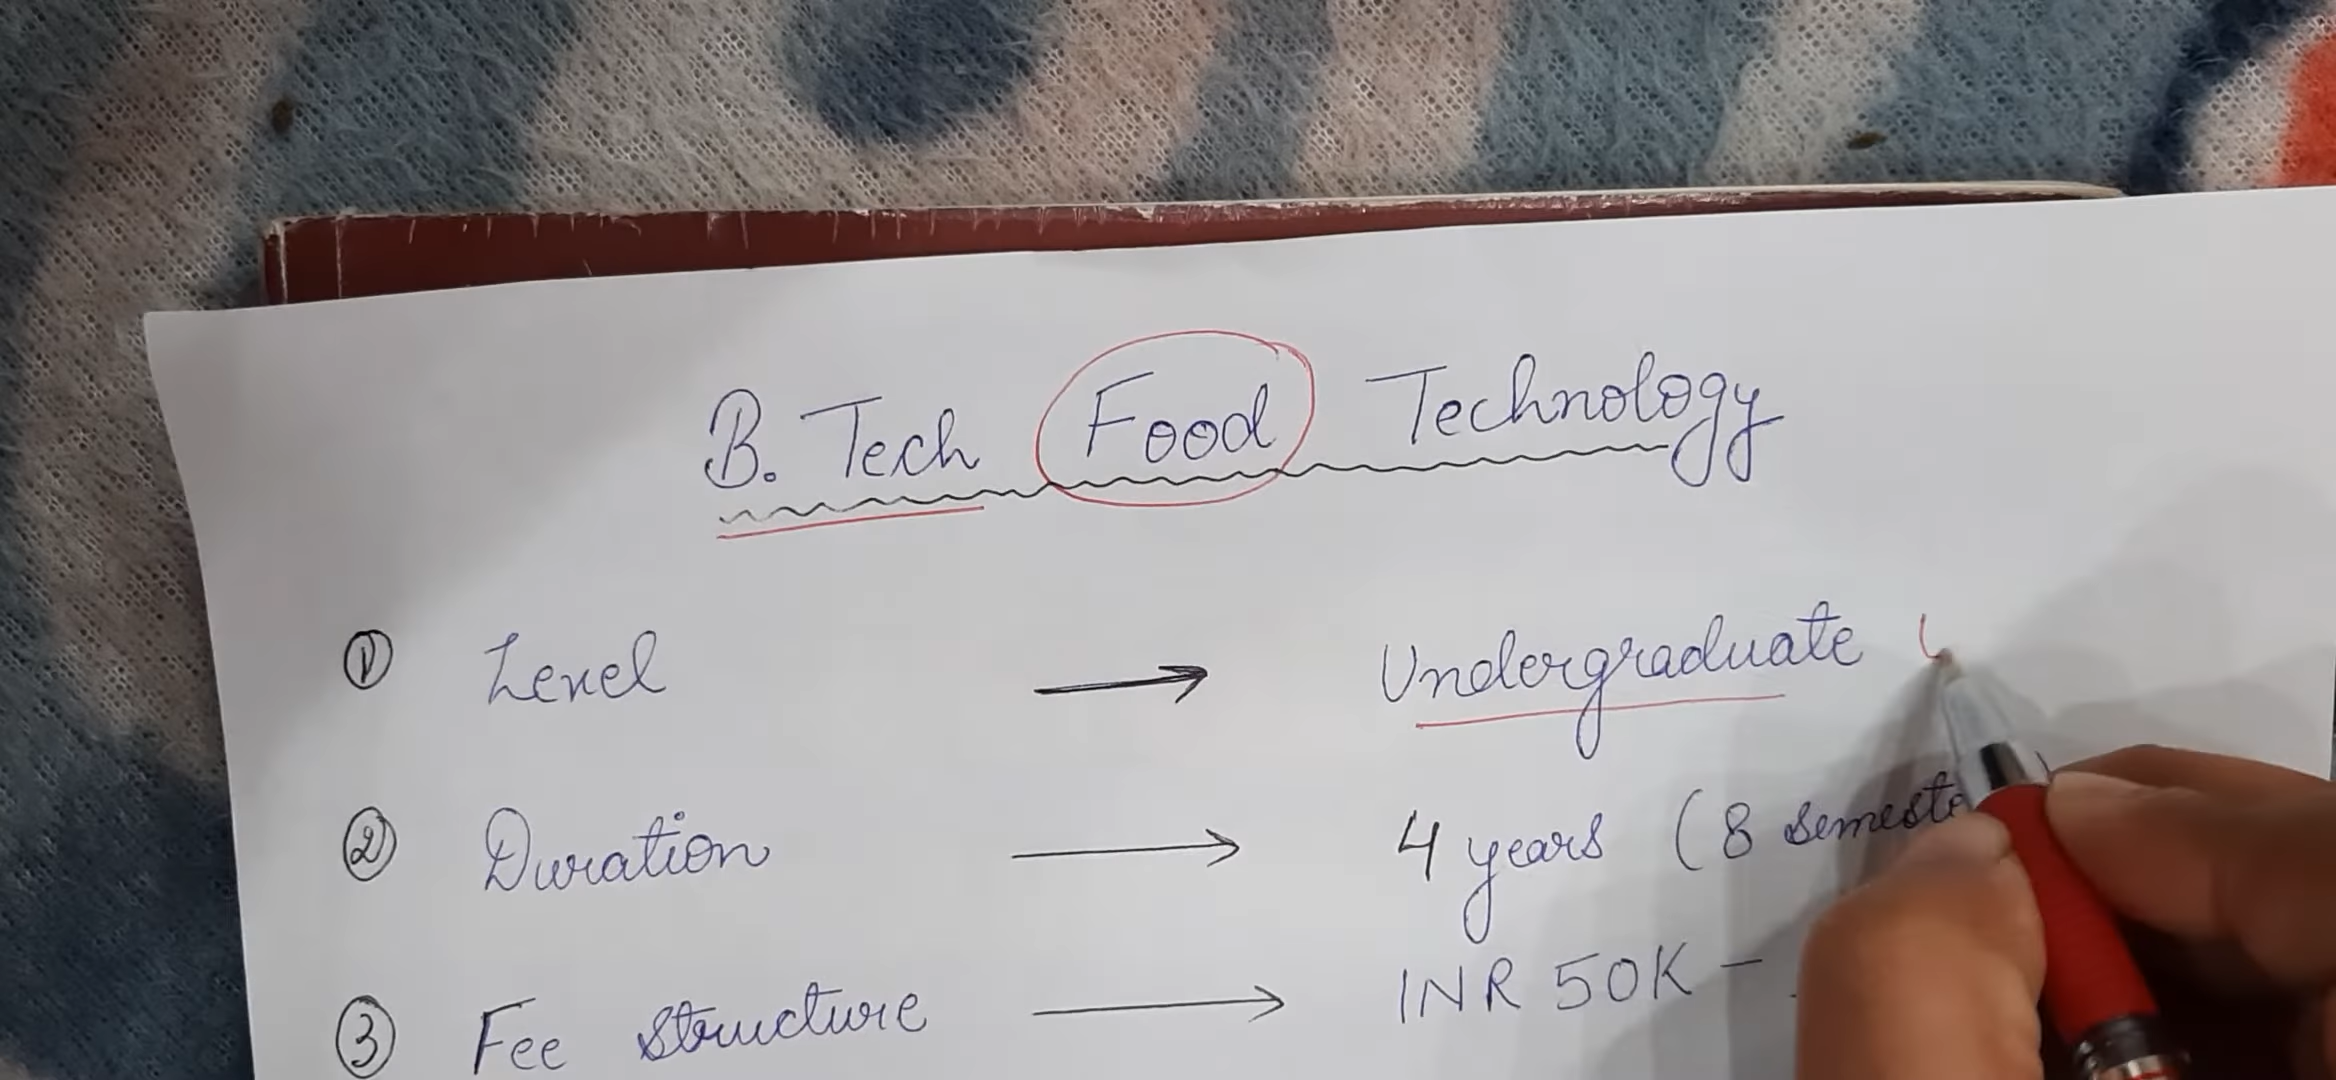 B. Tech Food Technology
① Level → Undergraduate
② Duration → 4 years (8
③ Fee Structure → INR 50K -